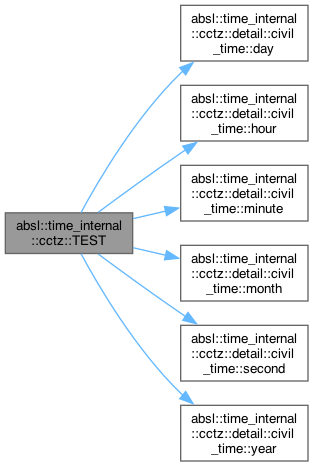 absl::time_internal
::cctz::detail::civil
_time::day
absl::time_internal
::cctz::detail::civil
_time::hour
absl::time_internal
::cctz::detail::civil
_time::minute
absl::time_internal
::cctz::TEST
absl::time_internal
::cctz::detail::civil
_time::month
absl::time_internal
::cctz::detail::civil
_time::second
absl::time_internal
::cctz::detail::civil
_time::year